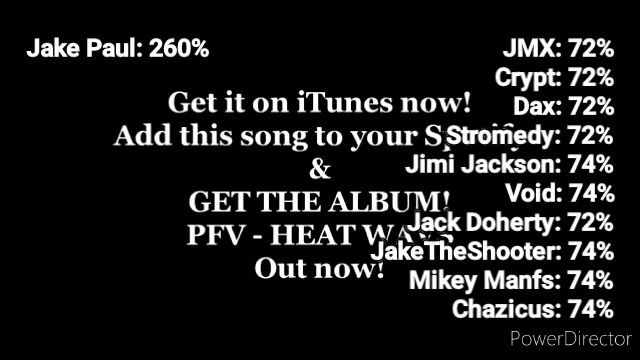 Jake Paul: 260%
JMX: 72%
Crypt: 72%
Dax: 72%
Stromedy: 72%
Jimi Jackson: 74%
Void: 74%
Jack Doherty: 72%
JakeTheShooter: 74%
Mikey Manfs: 74%
Chazicus: 74%
Get it on iTunes now!
Add this song to your
&
GET THE ALBUM!
PFV - HEAT
Out now!
PowerDirector